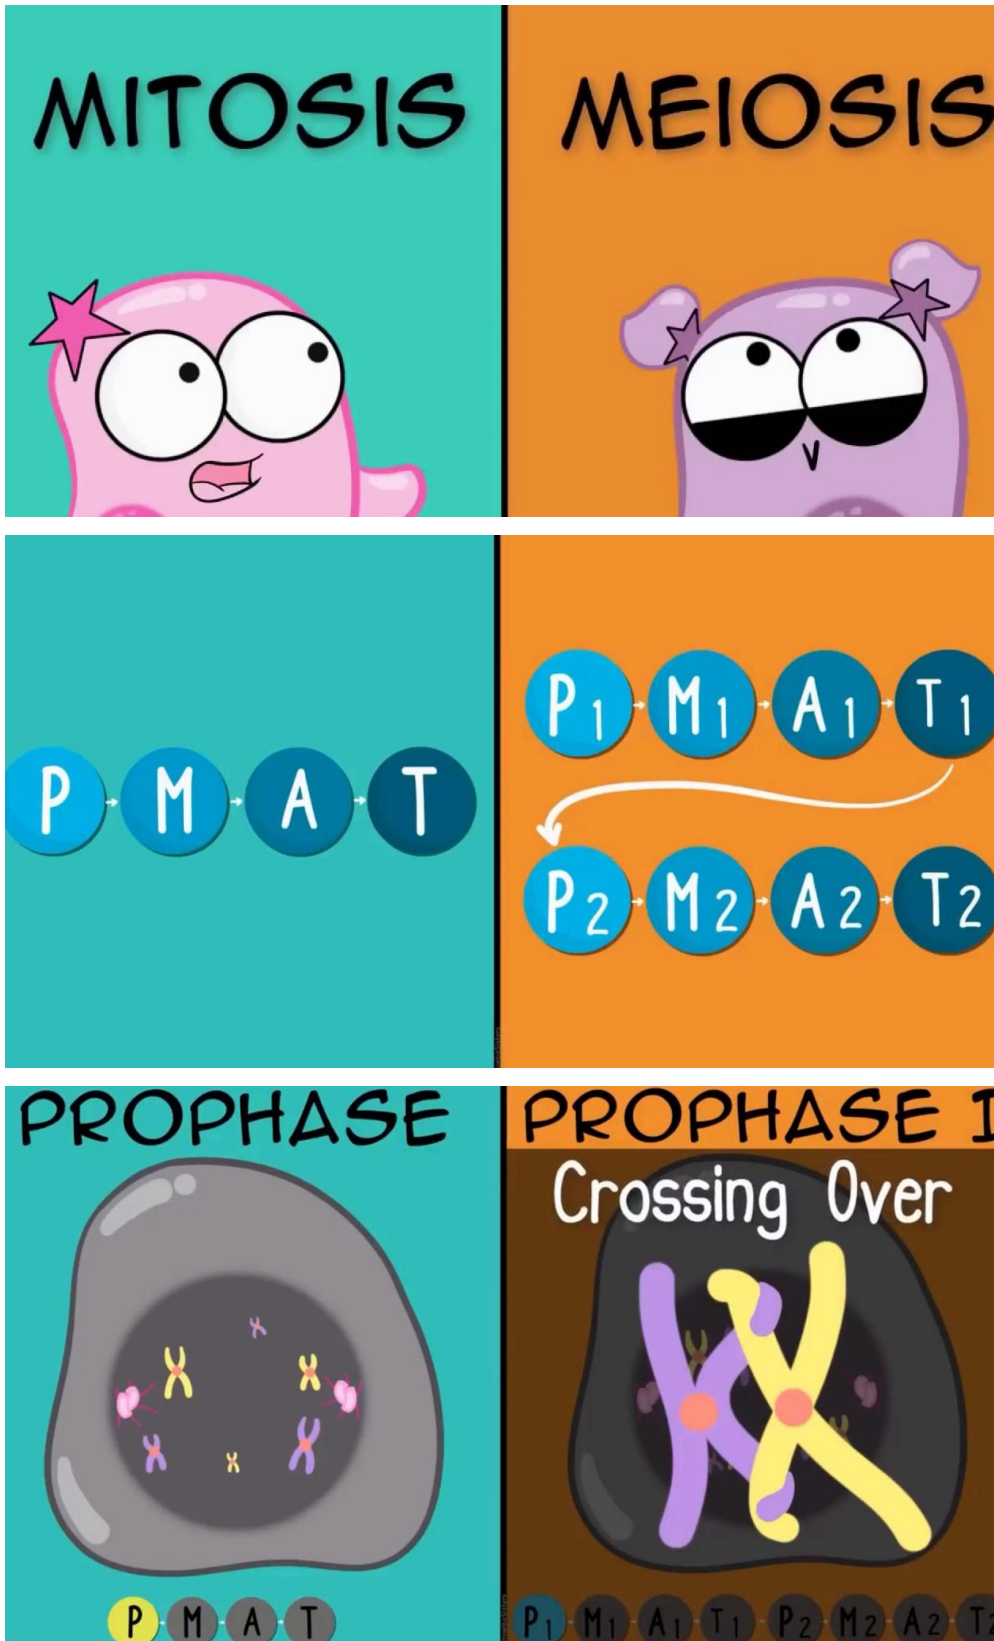 MITOSIS
MEIOSIS
P M A T
P1 M1 A1 T1
P2 M2 A2 T2
PROPHASE
P M A T
PROPHASE I
Crossing Over
P1 M1 A1 T1 P2 M2 A2 T2